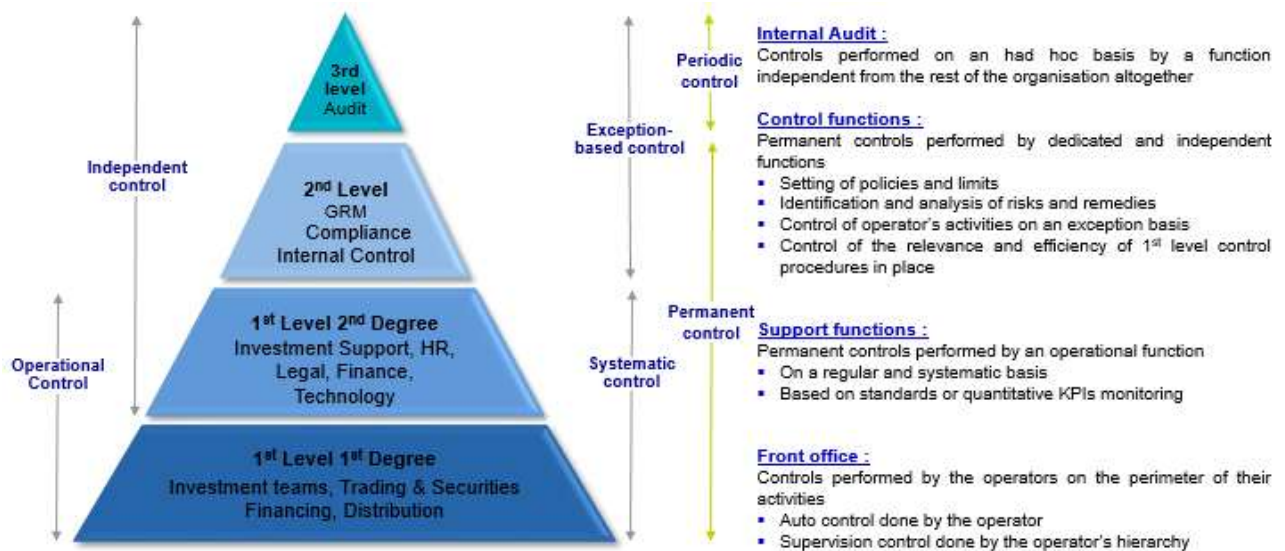 3rd
level
Audit
2nd Level
GRM
Compliance
Internal Control
1st Level 2nd Degree
Investment Support, HR,
Legal, Finance,
Technology
1st Level 1st Degree
Investment teams, Trading & Securities
Financing, Distribution
Independent
control
Operational
Control
Exception-
based control
Systematic
control
Periodic
control
Permanent
control
Internal Audit :
Controls performed on an had hoc basis by a function
independent from the rest of the organisation altogether
Control functions :
Permanent controls performed by dedicated and independent
functions
▪ Setting of policies and limits
▪ Identification and analysis of risks and remedies
▪ Control of operator's activities on an exception basis
▪ Control of the relevance and efficiency of 1st level control
procedures in place
Support functions :
Permanent controls performed by an operational function
▪ On a regular and systematic basis
▪ Based on standards or quantitative KPIs monitoring
Front office :
Controls performed by the operators on the perimeter of their
activities
▪ Auto control done by the operator
▪ Supervision control done by the operator's hierarchy